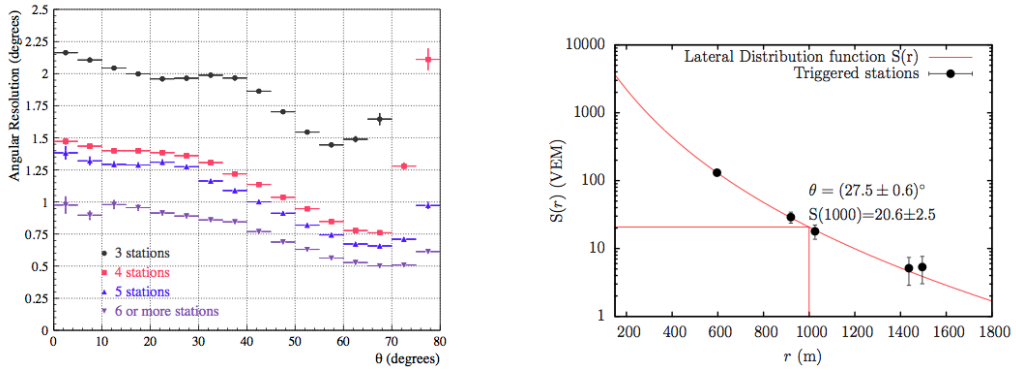 Angular Resolution (degrees)
2.5
2.25
2
1.75
1.5
1.25
1
0.75
0.5
0.25
0
3 stations
4 stations
5 stations
6 or more stations
0 10 20 30 40 50 60 70 80
θ (degrees)
S(r) (VEM)
10000
1000
100
10
1
Lateral Distribution function S(r)
Triggered stations
θ = (27.5 ± 0.6)°
S(1000)=20.6±2.5
200 400 600 800 1000 1200 1400 1600 1800
r (m)